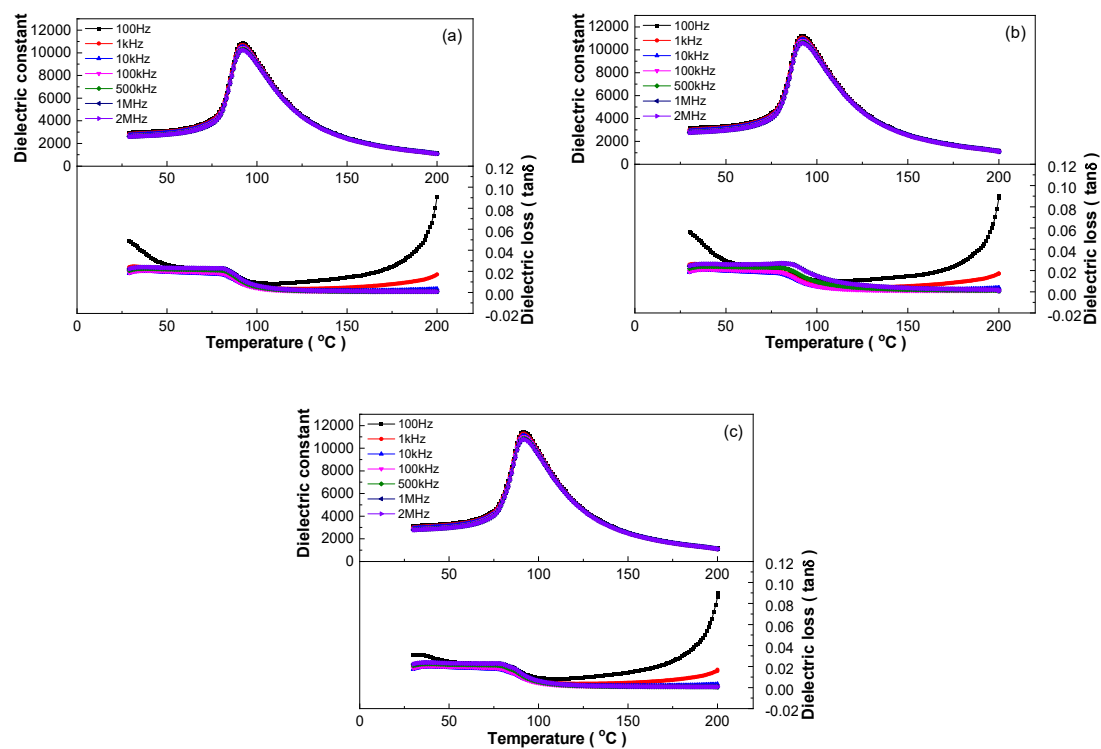 (a)
100Hz
1kHz
10kHz
100kHz
500kHz
1MHz
2MHz
Dielectric constant
12000
10000
8000
6000
4000
2000
0
50 100 150 200
0.12
0.10
0.08
0.06
0.04
0.02
0.00
-0.02
Dielectric loss ( tanδ)
0 50 100 150 200
Temperature ( °C)
(b)
100Hz
1kHz
10kHz
100kHz
500kHz
1MHz
2MHz
Dielectric constant
12000
10000
8000
6000
4000
2000
0
50 100 150 200
0.12
0.10
0.08
0.06
0.04
0.02
0.00
-0.02
Dielectric loss ( tanδ)
0 50 100 150 200
Temperature ( °C)
(c)
100Hz
1kHz
10kHz
100kHz
500kHz
1MHz
2MHz
Dielectric constant
12000
10000
8000
6000
4000
2000
0
50 100 150 200
0.12
0.10
0.08
0.06
0.04
0.02
0.00
-0.02
Dielectric loss ( tanδ)
0 50 100 150 200
Temperature ( °C)